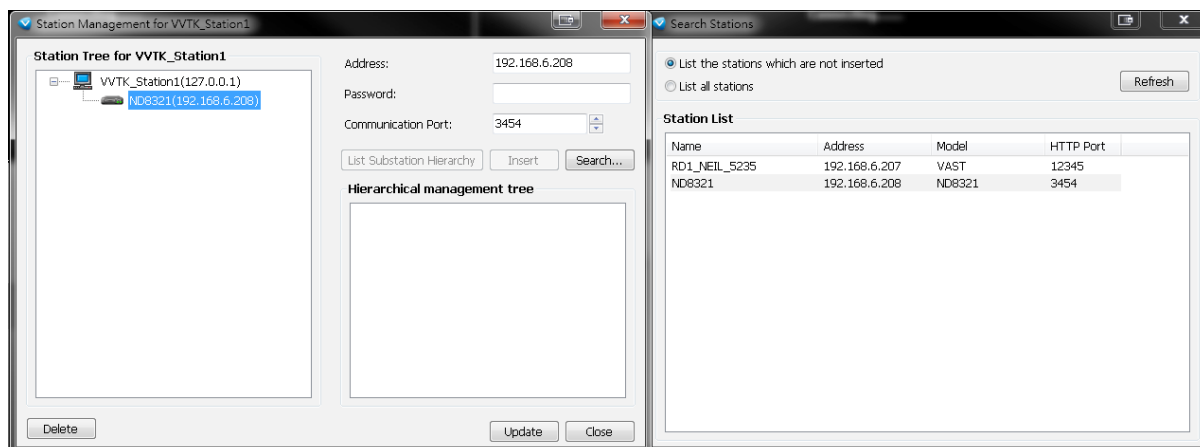 Station Management for VVTK_Station1
Station Tree for VVTK_Station1
VVTK_Station1(127.0.0.1)
ND8321(192.168.6.208)
Address: 192.168.6.208
Password:
Communication Port: 3454
List Substation Hierarchy Insert Search...
Hierarchical management tree
Delete
Update Close
Search Stations
List the stations which are not inserted
List all stations
Refresh
Station List
Name Address Model HTTP Port
RD1_NEIL_5235 192.168.6.207 VAST 12345
ND8321 192.168.6.208 ND8321 3454